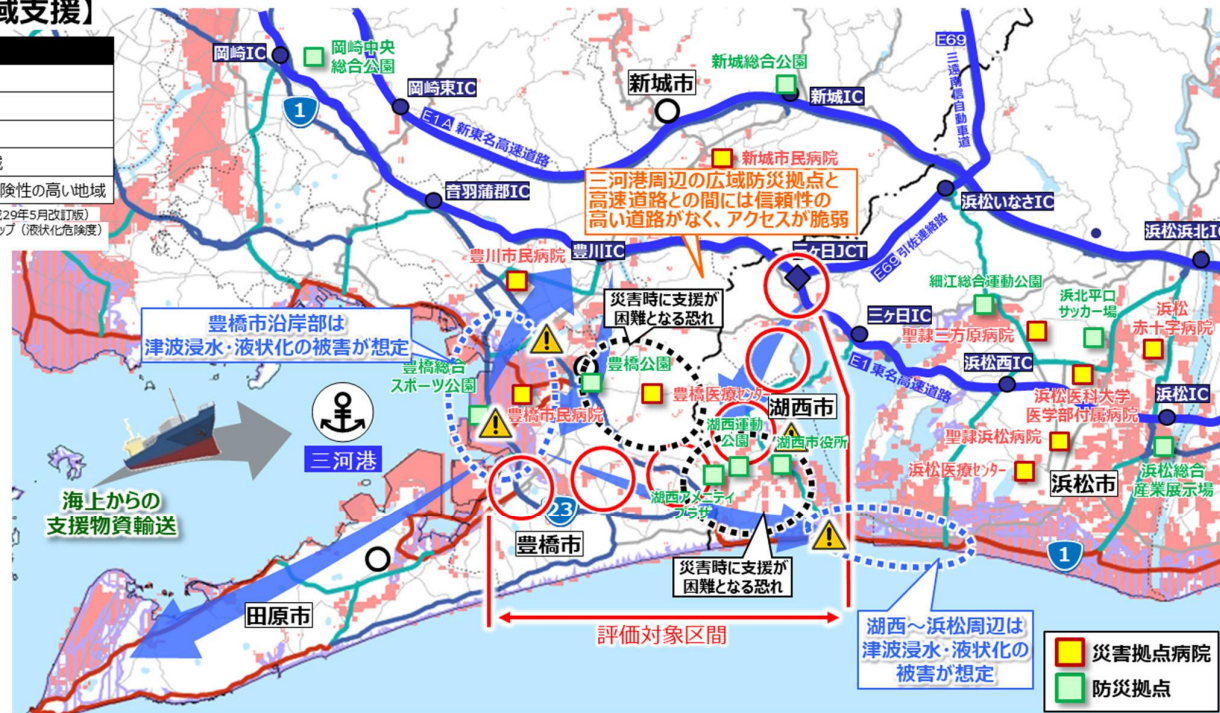 域支援】
険性の高い地域
成29年5月改訂版）
ップ（液状化危険度）
岡崎IC
岡崎中央
総合公園
岡崎東IC
1
E1A 新東名高速道路
音羽蒲郡IC
新城市
新城総合公園
新城IC
E69 三遠南信自動車道
新城市民病院
三河港周辺の広域防災拠点と
高速道路との間には信頼性の
高い道路がなく、アクセスが脆弱
浜松いなさIC
浜松浜北IC
E69 引佐連絡路
豊川市民病院
豊川IC
三ヶ日JCT
災害時に支援が
困難となる恐れ
細江総合運動公園
浜北平口
サッカー場
浜松
赤十字病院
三ヶ日IC
聖隷三方原病院
豊橋市沿岸部は
津波浸水・液状化の被害が想定
豊橋総合
スポーツ公園
豊橋公園
豊橋市民病院
豊橋医療センター
湖西市
E1 東名高速道路
浜松西IC
浜松医科大学
医学部付属病院
浜松IC
三河港
海上からの
支援物資輸送
湖西運動
公園
湖西市役所
湖西アメニティ
プラザ
聖隷浜松病院
浜松医療センター
浜松市
浜松総合
産業展示場
23
豊橋市
田原市
災害時に支援が
困難となる恐れ
1
評価対象区間
湖西～浜松周辺は
津波浸水・液状化の
被害が想定
災害拠点病院
防災拠点